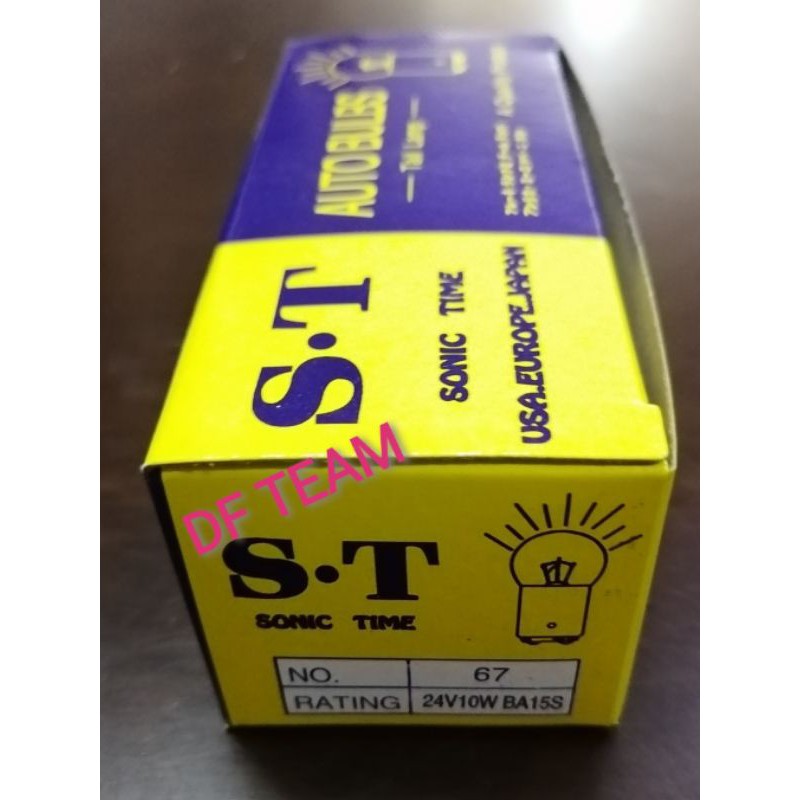 AUTO BULBS
Tail Lamp
S·T
SONIC TIME
USA.EUROPE.JAPAN
DF TEAM
S·T
SONIC TIME
NO. 67
RATING 24V10W BA15S